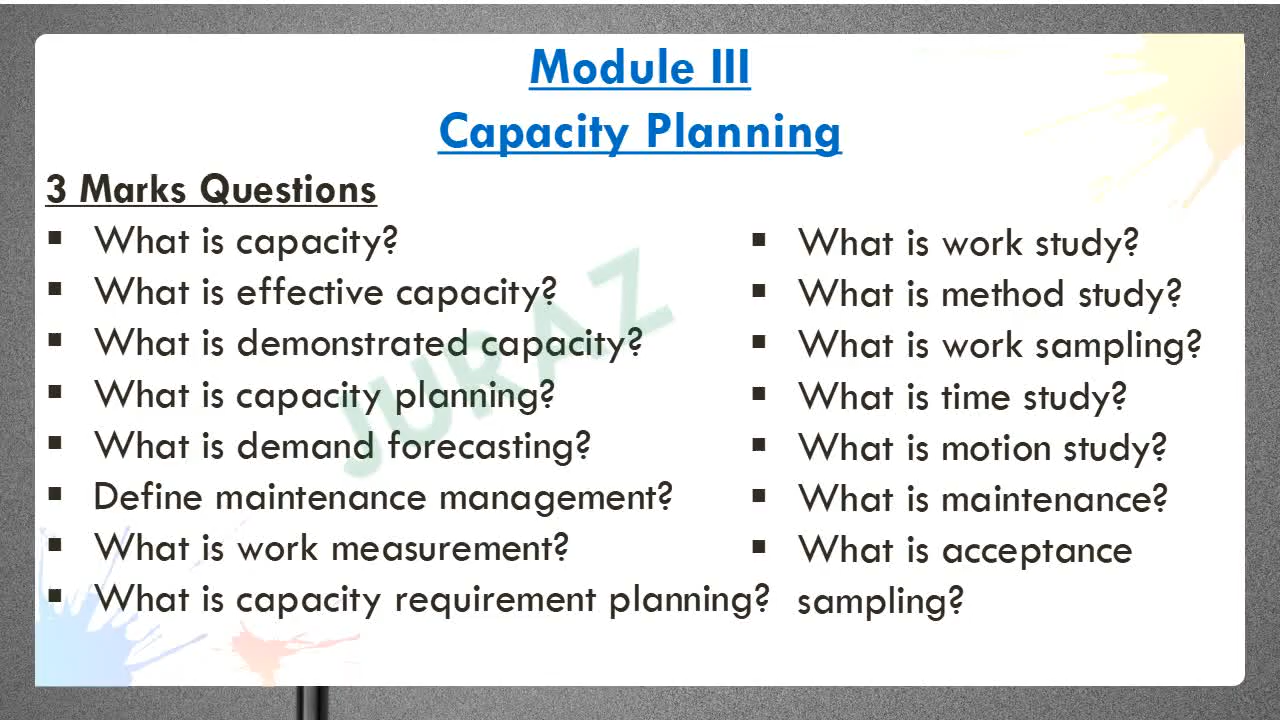 Module III
Capacity Planning
3 Marks Questions
▪ What is capacity?
▪ What is effective capacity?
▪ What is demonstrated capacity?
▪ What is capacity planning?
▪ What is demand forecasting?
▪ Define maintenance management?
▪ What is work measurement?
▪ What is capacity requirement planning?
▪ What is work study?
▪ What is method study?
▪ What is work sampling?
▪ What is time study?
▪ What is motion study?
▪ What is maintenance?
▪ What is acceptance
sampling?
JURAZ